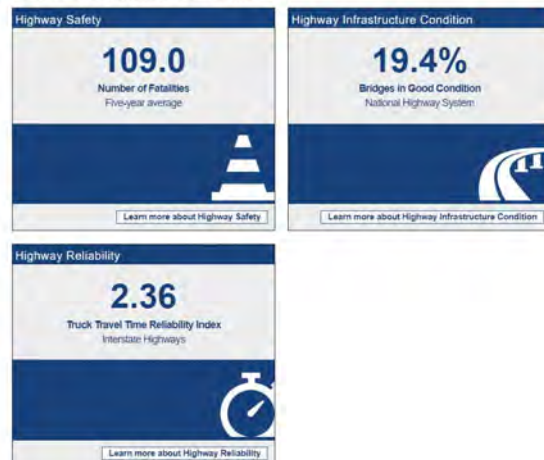 Highway Safety
109.0
Number of Fatalities
Five-year average
Learn more about Highway Safety
Highway Infrastructure Condition
19.4%
Bridges in Good Condition
National Highway System
Learn more about Highway Infrastructure Condition
Highway Reliability
2.36
Truck Travel Time Reliability Index
Interstate Highways
Learn more about Highway Reliability